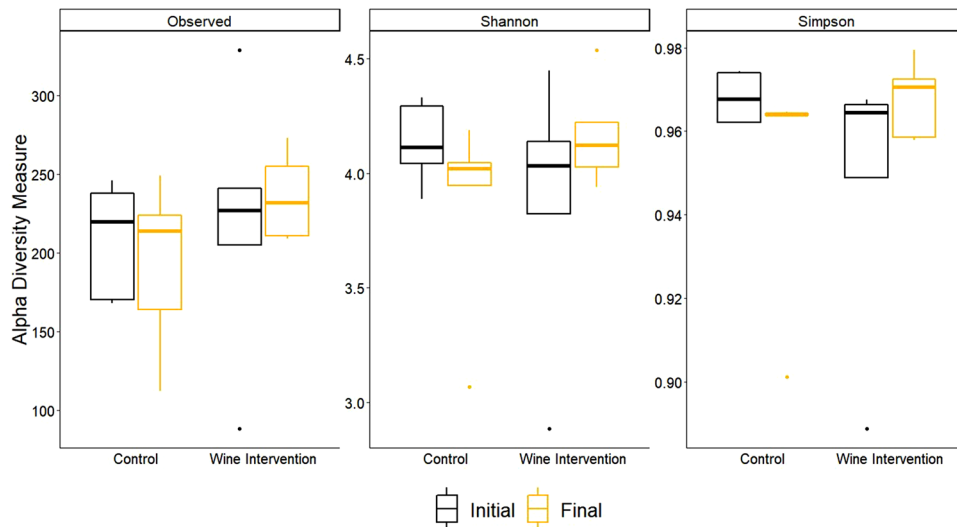 Observed
Shannon
Simpson
Alpha Diversity Measure
300
250
200
150
100
4.5
4.0
3.5
3.0
0.98
0.96
0.94
0.92
0.90
Control Wine Intervention
Control Wine Intervention
Control Wine Intervention
Initial Final